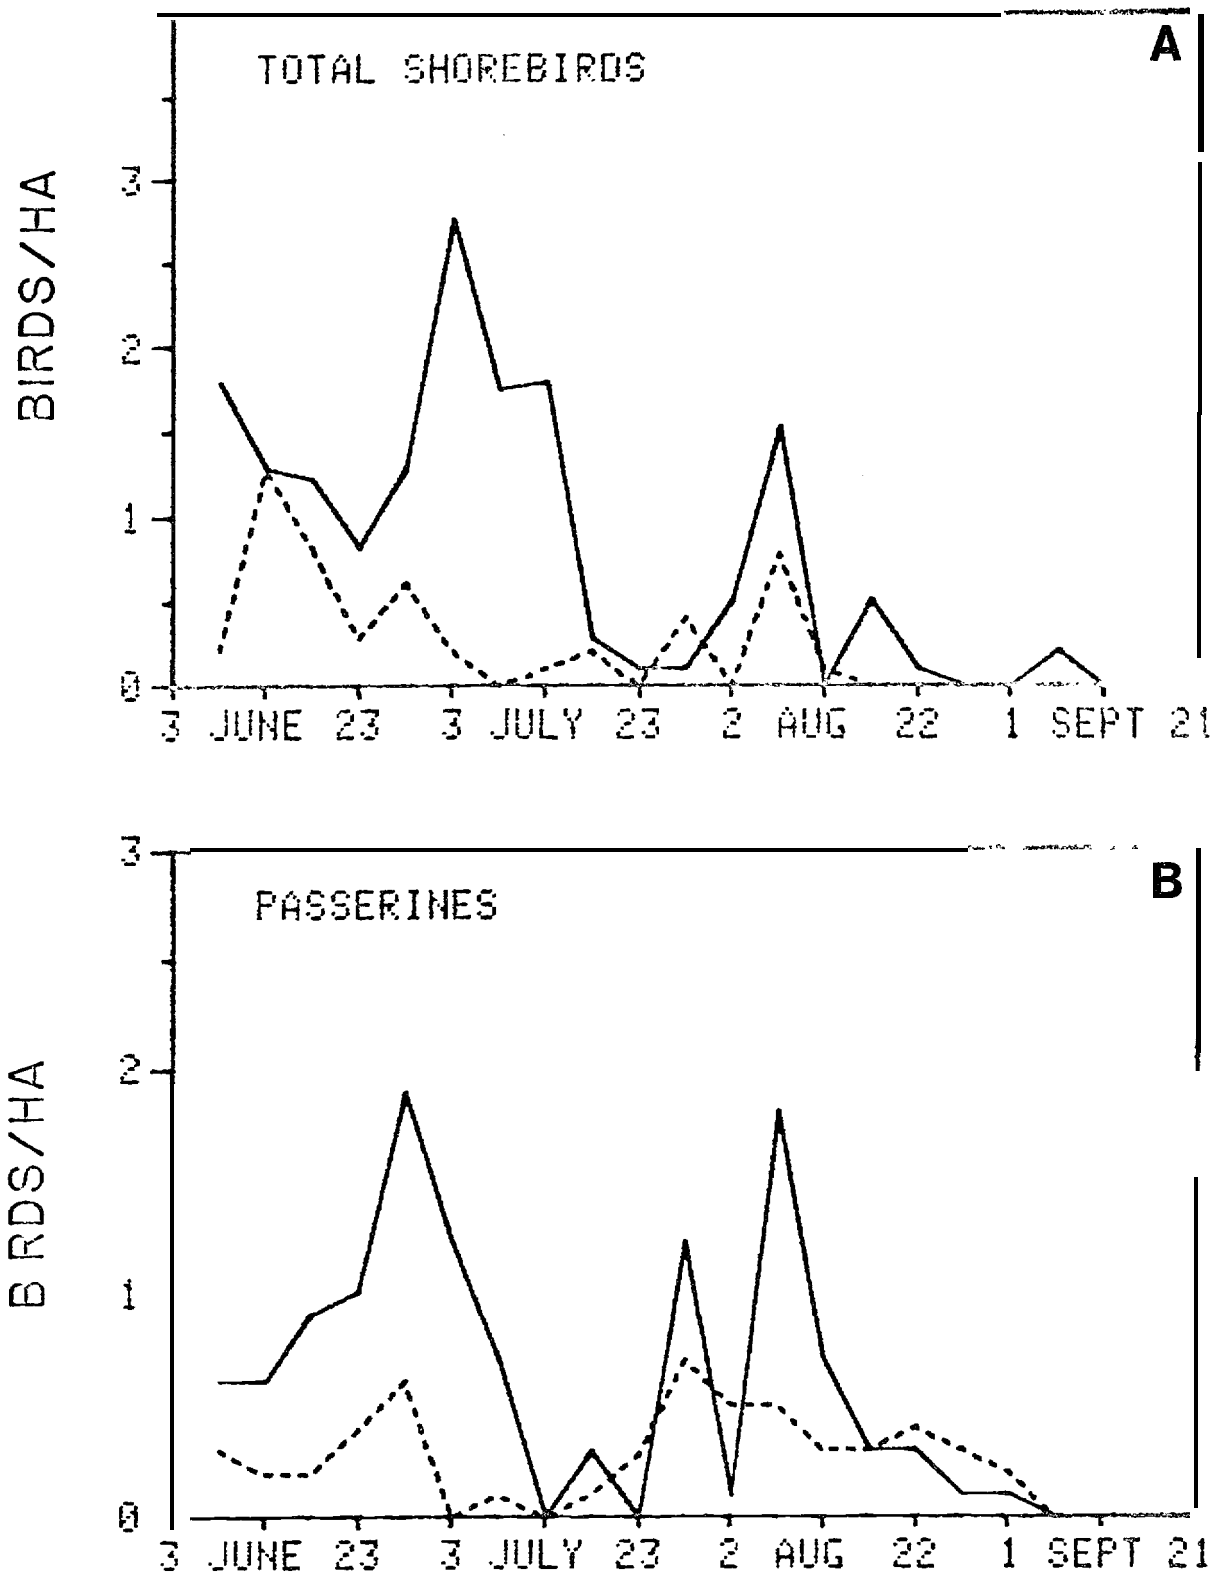 A
TOTAL SHOREBIRDS
BIRDS/HA
3
2
1
0
3 JUNE 23 3 JULY 23 2 AUG 22 1 SEPT 21
B
PASSERINES
B RDS/HA
3
2
1
0
3 JUNE 23 3 JULY 23 2 AUG 22 1 SEPT 21